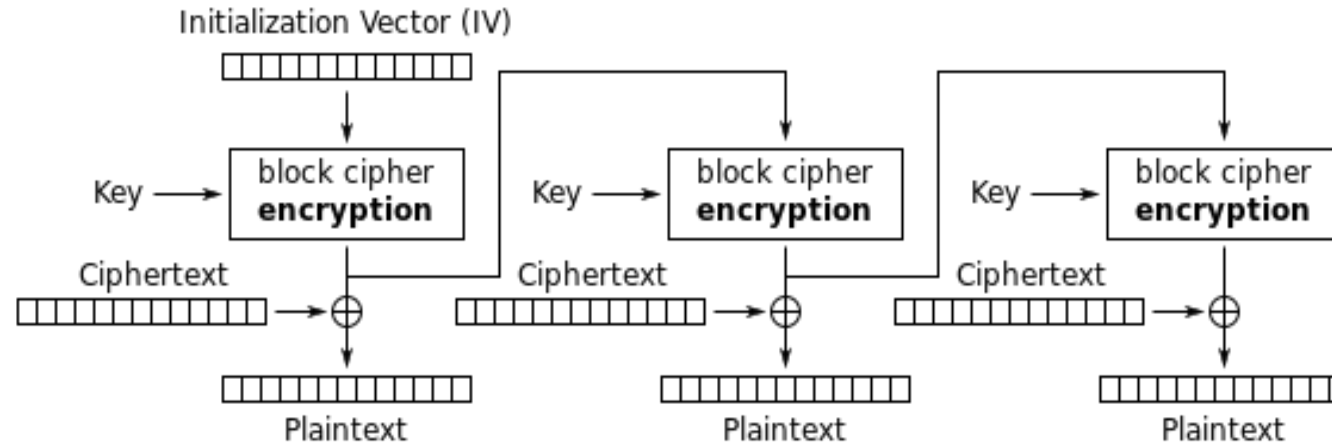 Initialization Vector (IV)
block cipher
encryption
Key
block cipher
encryption
Key
block cipher
encryption
Key
Ciphertext
Ciphertext
Ciphertext
Plaintext
Plaintext
Plaintext